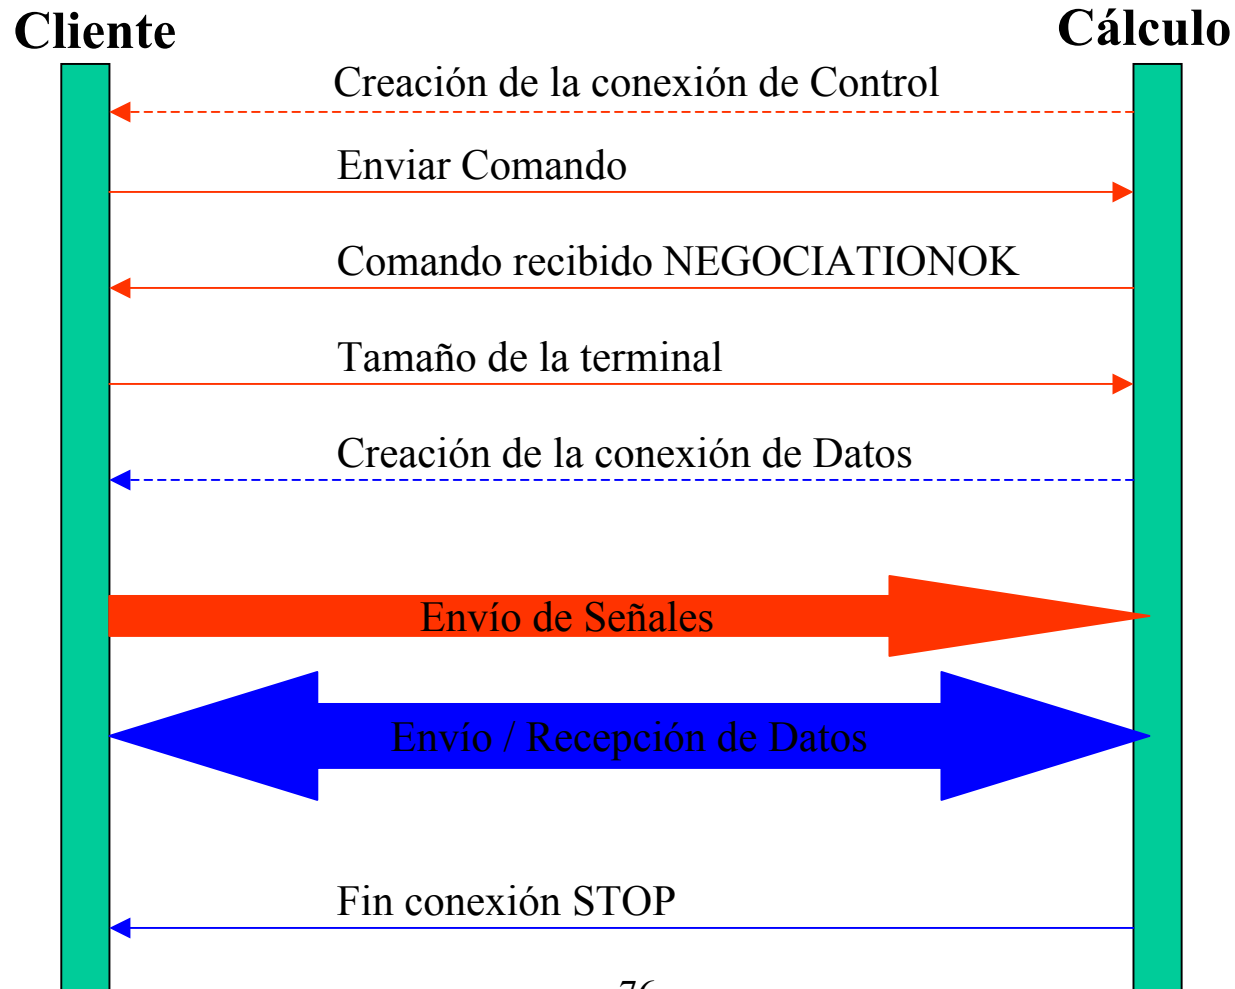 Cliente
Cálculo
Creación de la conexión de Control
Enviar Comando
Comando recibido NEGOCIATIONOK
Tamaño de la terminal
Creación de la conexión de Datos
Envío de Señales
Envío / Recepción de Datos
Fin conexión STOP
76